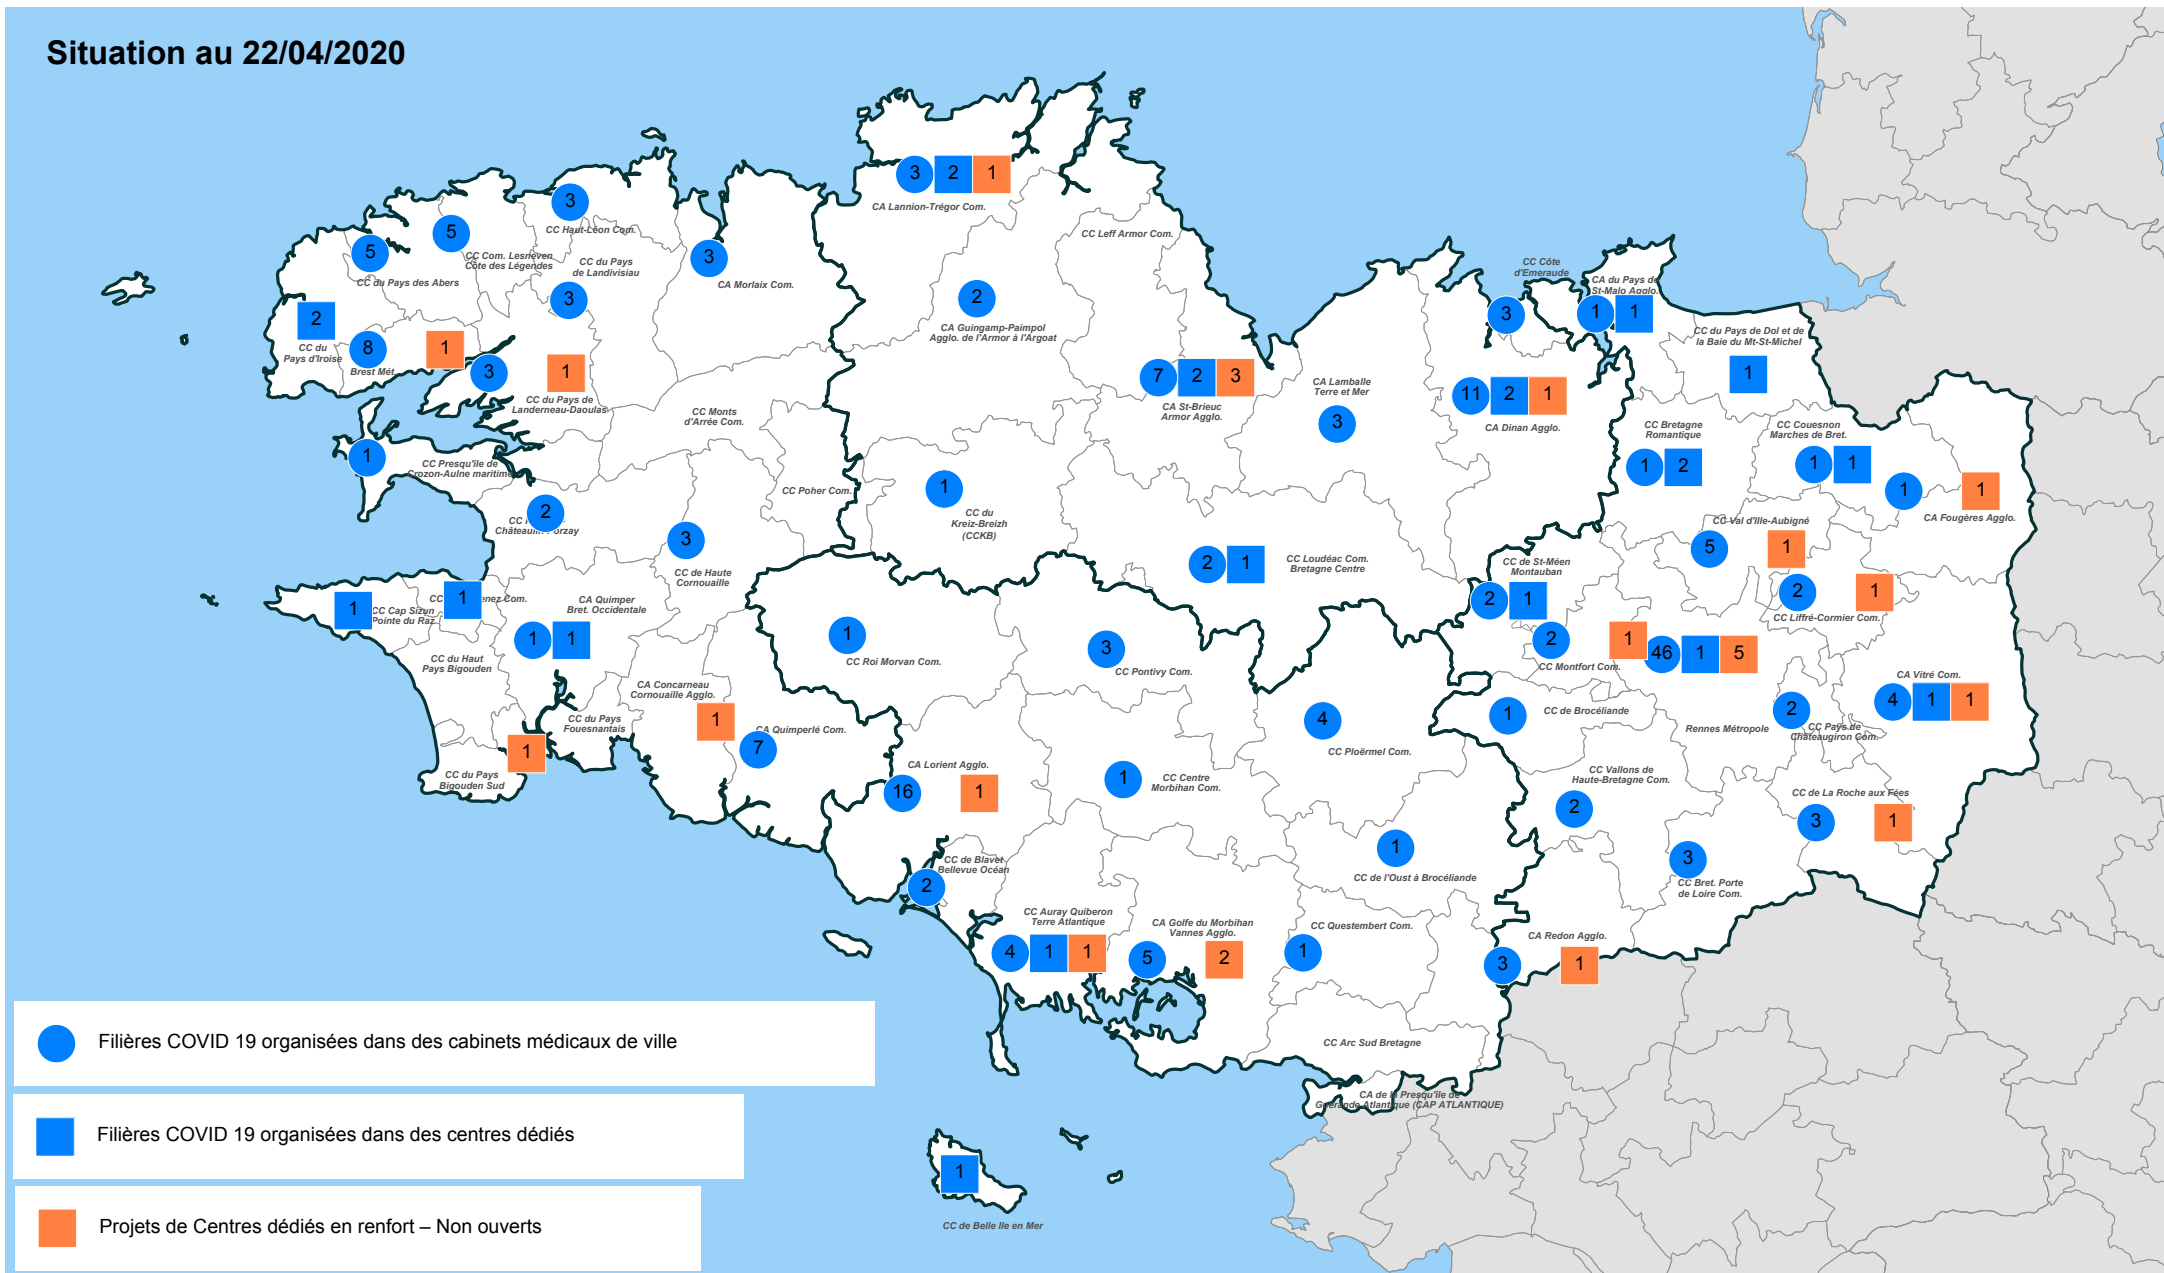 Situation au 22/04/2020
3 2 1
CA Lannion-Trégor Com.
3
CC Haut-Léon Com.
5
CC Com. Lesneven
Côte des Légendes
5
CC du Pays des Abers
CC du Pays
de Landivisiau
3
3
CA Morlaix Com.
CC Leff Armor Com.
2
CA Guingamp-Paimpol
Agglo. de l'Armor à l'Argoat
CC Côte
d'Emeraude
3
CA du Pays de
St-Malo Agglo.
1 1
CC du Pays de Dol et de
la Baie du Mt-St-Michel
1
2
CC du
Pays d'Iroise
8
Brest Mét.
1
3
1
CC du Pays de
Landerneau-Daoulas
7 2 3
CA St-Brieuc
Armor Agglo.
CA Lamballe
Terre et Mer
3
11 2 1
CA Dinan Agglo.
CC Monts
d'Arrée Com.
CC Bretagne
Romantique
1 2
CC Couesnon
Marches de Bret.
1 1
1
1
CA Fougères Agglo.
1
CC Presqu'île de
Crozon-Aulne maritime
CC Poher Com.
1
CC du
Kreiz-Breizh
(CCKB)
2
CC
Château Porzay
3
CC de Haute
Cornouaille
CC Val d'Ille-Aubigné
5
1
2 1
CC Loudéac Com.
Bretagne Centre
CC de St-Méen
Montauban
2 1
2
1
CC Liffré-Cormier Com.
1
CC Cap Sizun
Pointe du Raz
1
CC nez Com.
CA Quimper
Bret. Occidentale
1 1
1
CC Roi Morvan Com.
3
CC Pontivy Com.
2
CC Montfort Com.
1
46 1 5
CC du Haut
Pays Bigouden
CA Concarneau
Cornouaille Agglo.
1
CC du Pays
Fouesnantais
7
CA Quimperlé Com.
4
CC Ploërmel Com.
1
CC de Brocéliande
Rennes Métropole
2
CC Pays de
Châteaugiron Com.
CA Vitré Com.
4 1 1
1
CC du Pays
Bigouden Sud
CA Lorient Agglo.
16
1
1
CC Centre
Morbihan Com.
CC Vallons de
Haute-Bretagne Com.
2
CC de La Roche aux Fées
3
1
CC de Blavet
Bellevue Océan
2
1
CC de l'Oust à Brocéliande
3
CC Bret. Porte
de Loire Com.
CC Auray Quiberon
Terre Atlantique
4 1 1
CA Golfe du Morbihan
Vannes Agglo.
5
2
CC Questembert Com.
1
CA Redon Agglo.
3
1
CC Arc Sud Bretagne
CA de la Presqu'île de
Guérande Atlantique (CAP ATLANTIQUE)
1
CC de Belle Ile en Mer
Filières COVID 19 organisées dans des cabinets médicaux de ville
Filières COVID 19 organisées dans des centres dédiés
Projets de Centres dédiés en renfort – Non ouverts